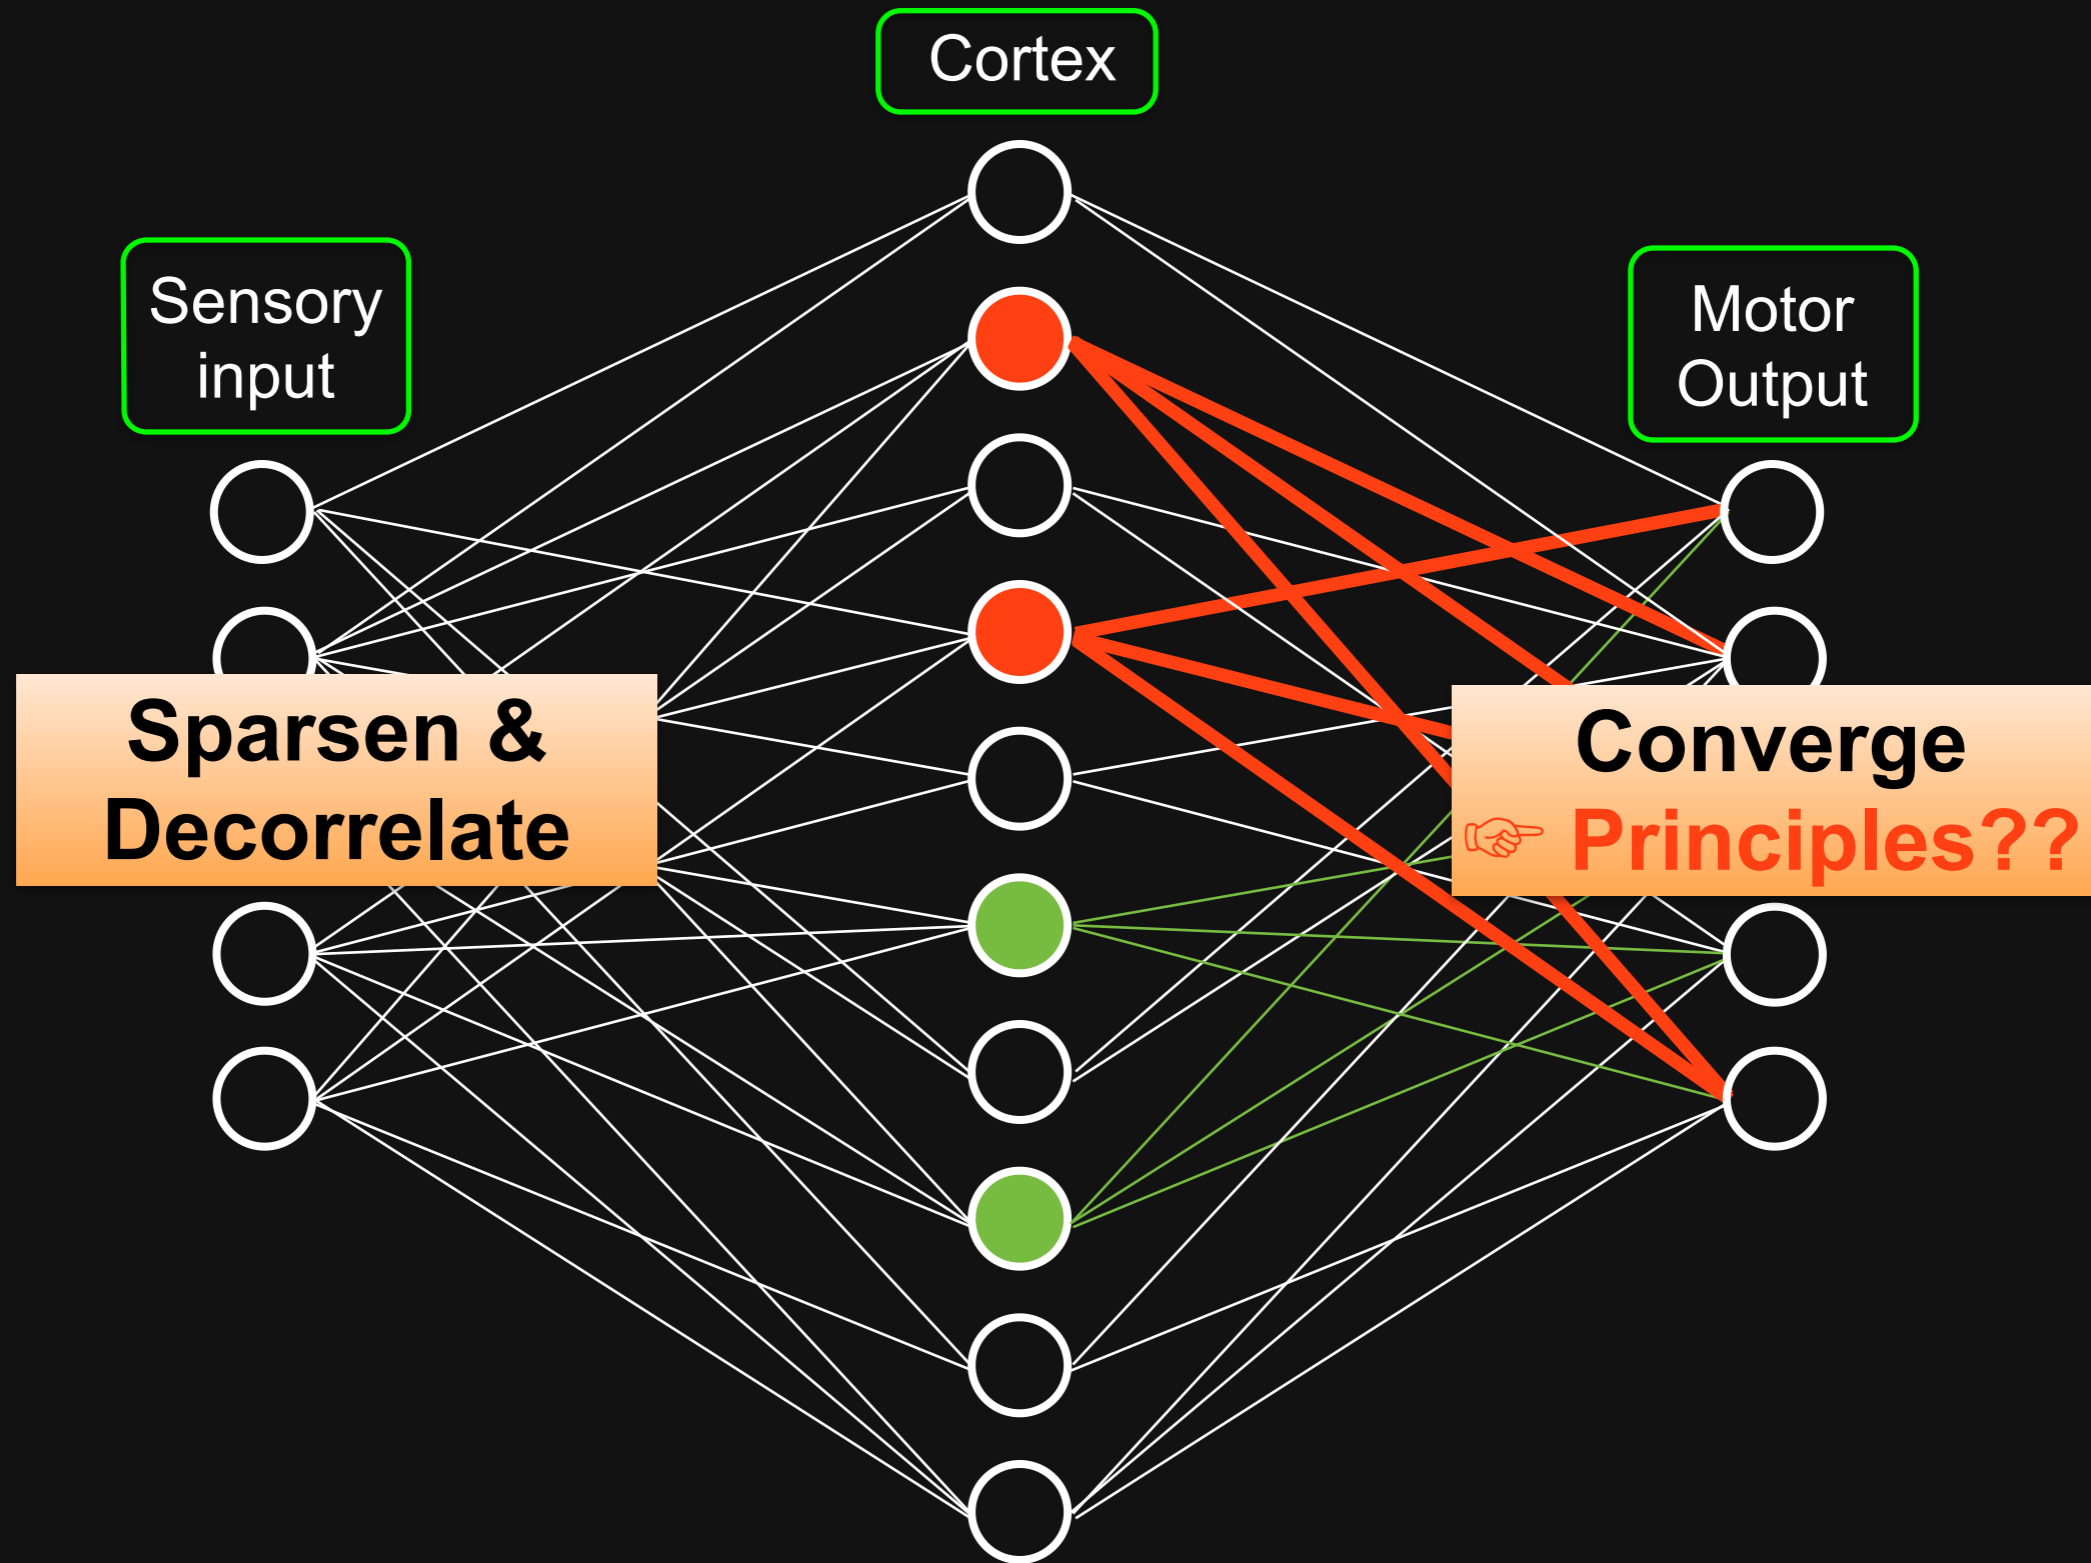 Cortex
Sensory
input
Motor
Output
Sparsen &
Decorrelate
Converge
☞ Principles??